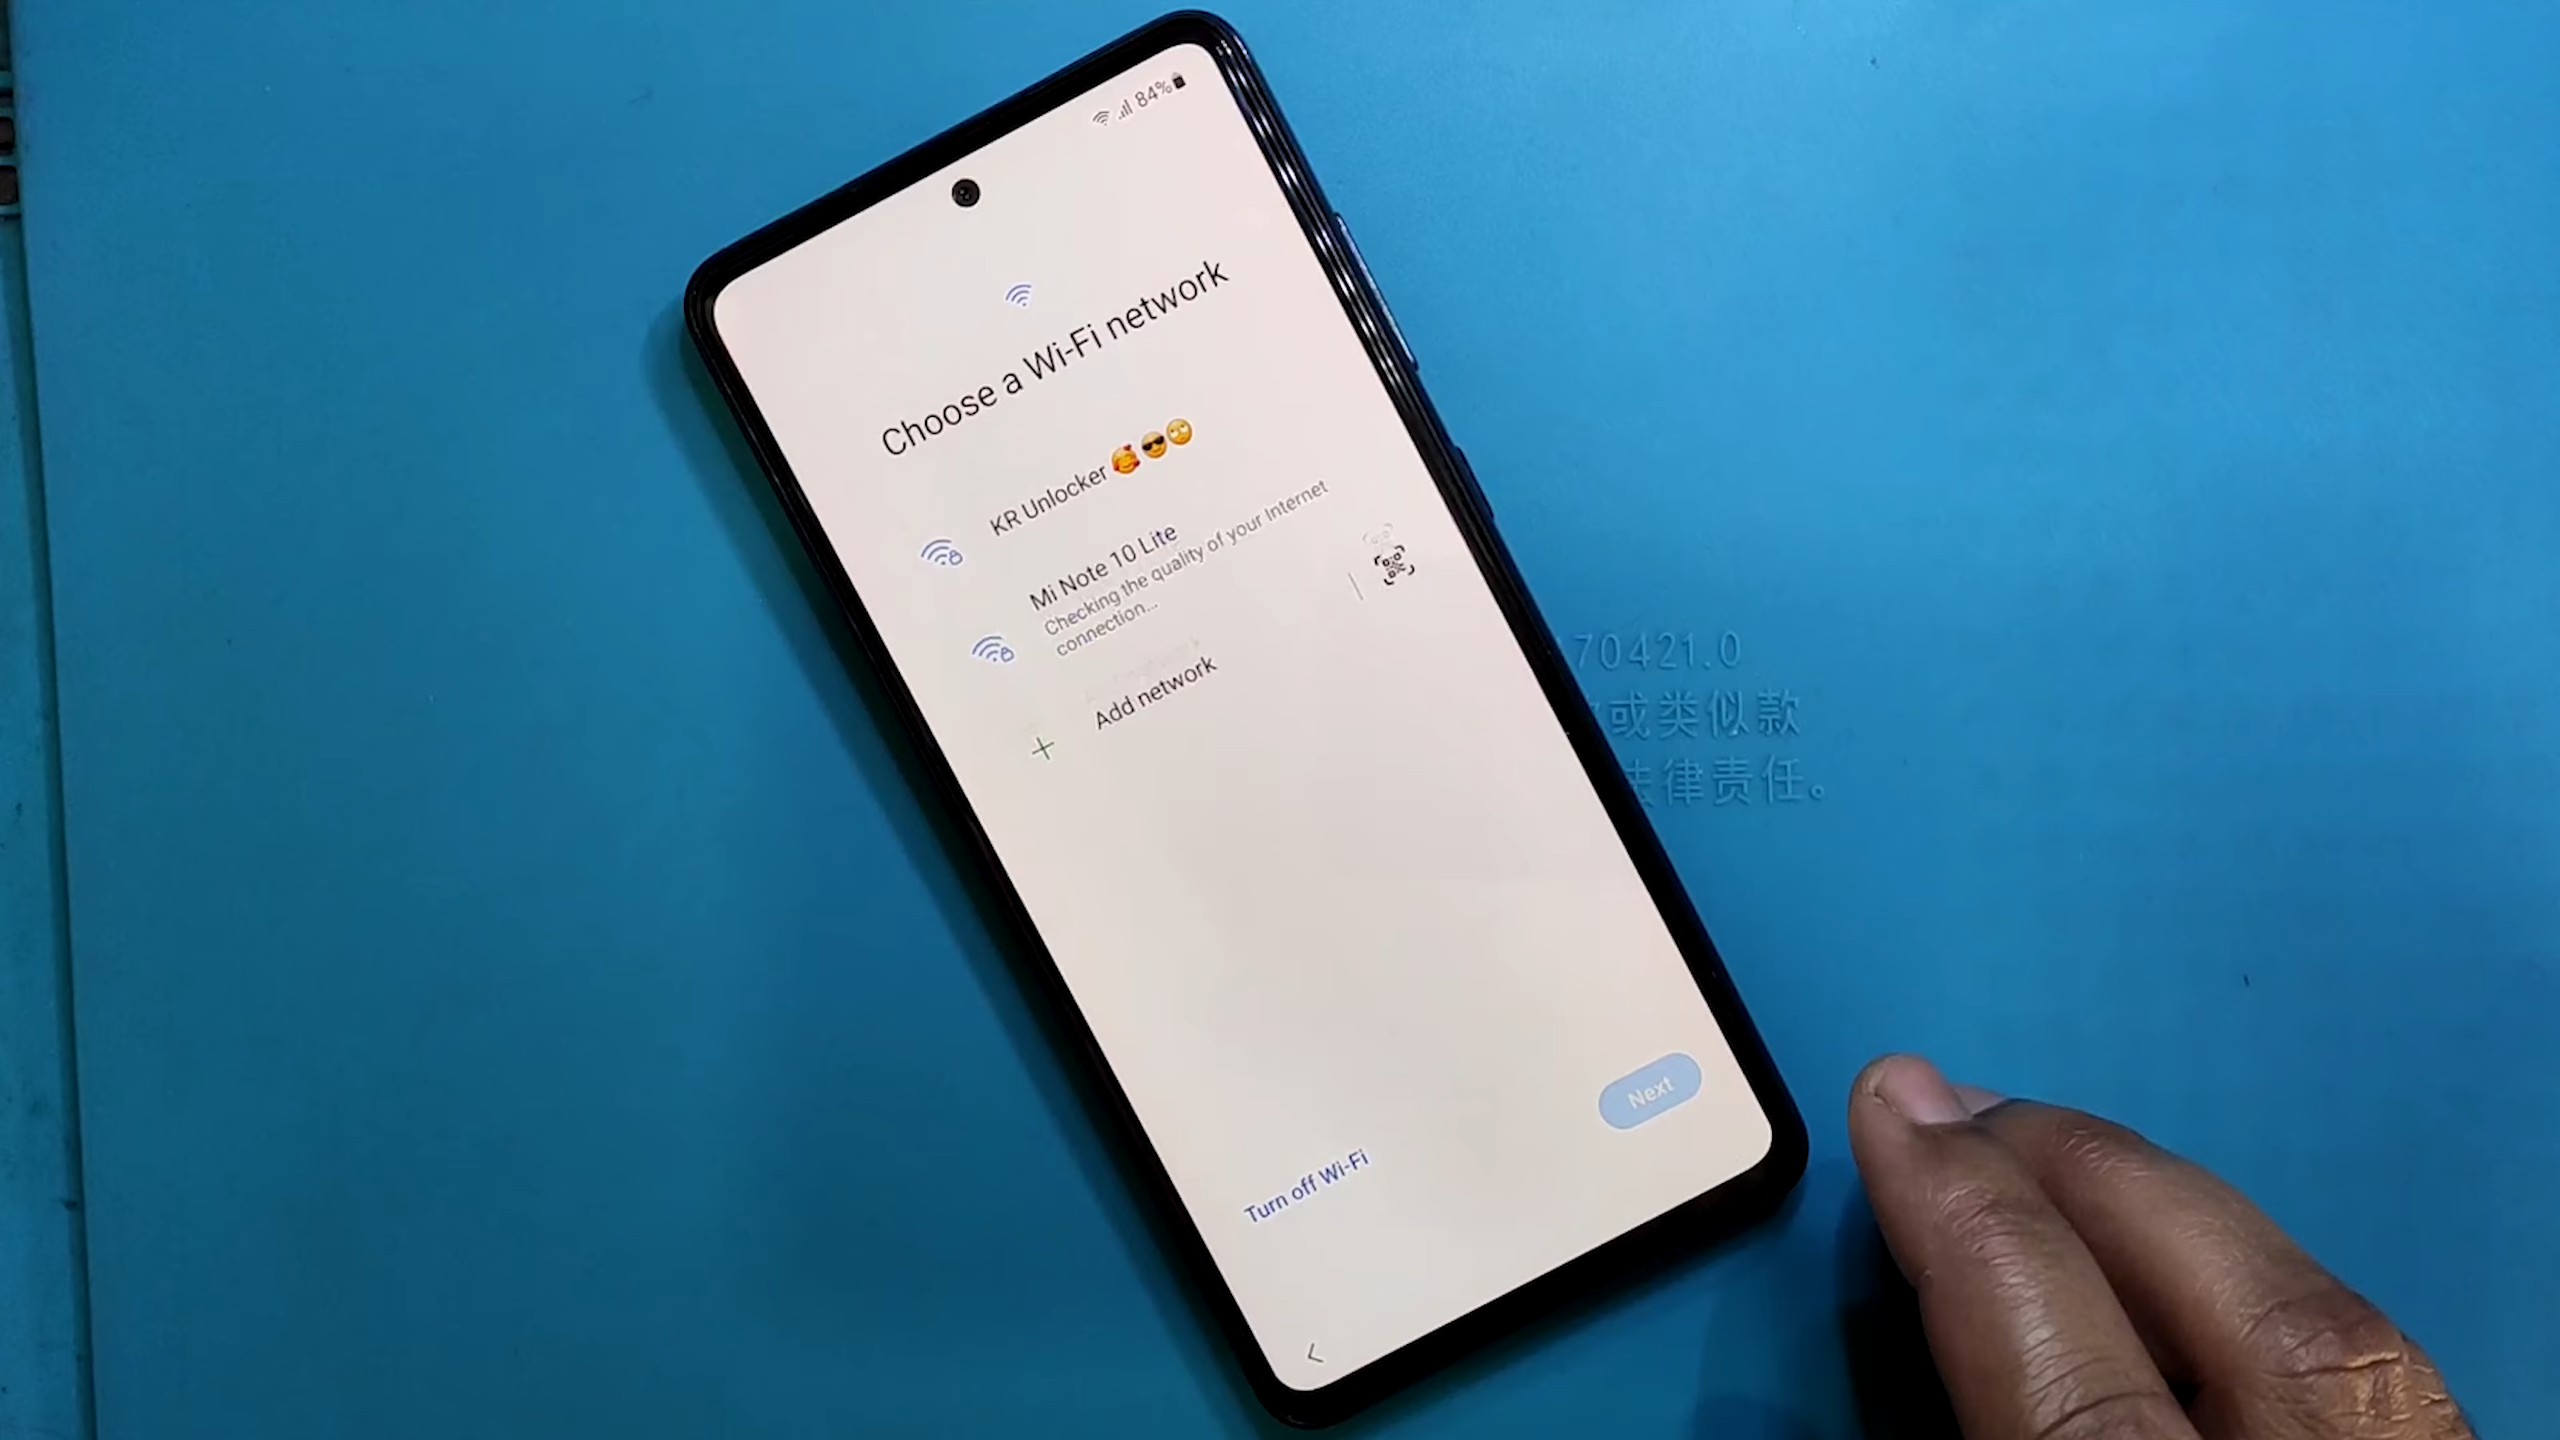 84%
Choose a Wi-Fi network
KR Unlocker 🥰😎🙄
Mi Note 10 Lite
Checking the quality of your Internet
connection...
Add network
Next
Turn off Wi-Fi
70421.0
或类似款
法律责任。